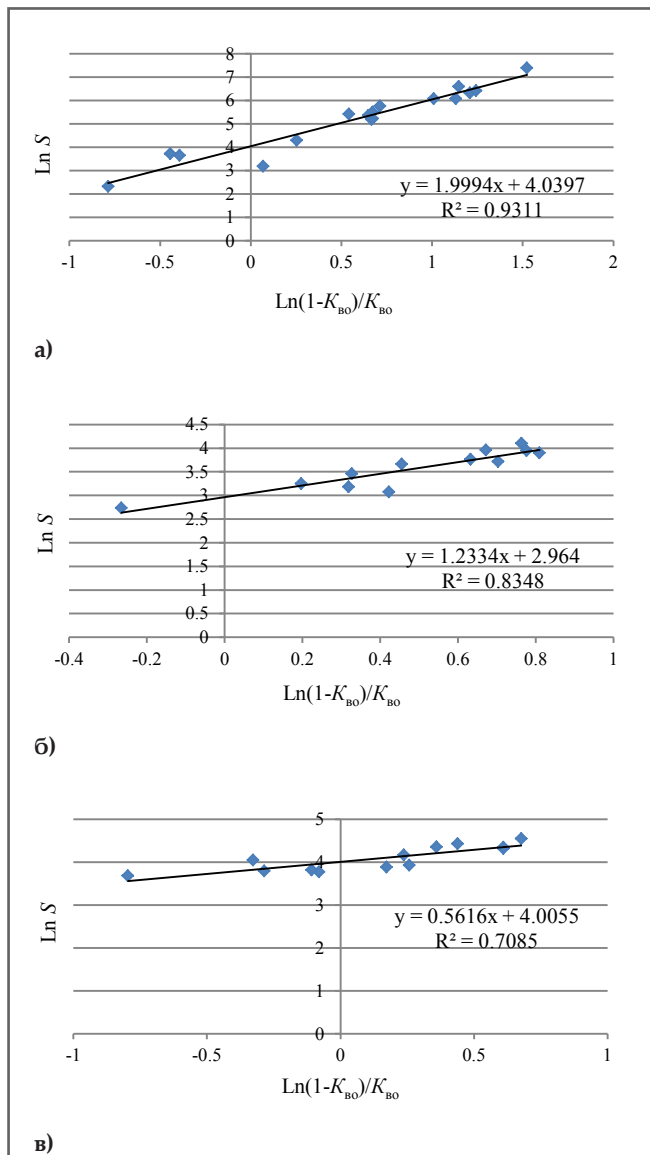 8
7
6
5
4
3
2
1
0
Ln S
y = 1.9994x + 4.0397
R² = 0.9311
-1 -0.5 0 0.5 1 1.5 2
Ln(1-Kво)/Kво
а)
4.5
4
3.5
3
2.5
2
1.5
1
0.5
0
Ln S
y = 1.2334x + 2.964
R² = 0.8348
-0.4 -0.2 0 0.2 0.4 0.6 0.8 1
Ln(1-Kво)/Kво
б)
5
4
3
2
1
0
Ln S
y = 0.5616x + 4.0055
R² = 0.7085
-1 -0.5 0 0.5 1
Ln(1-Kво)/Kво
в)